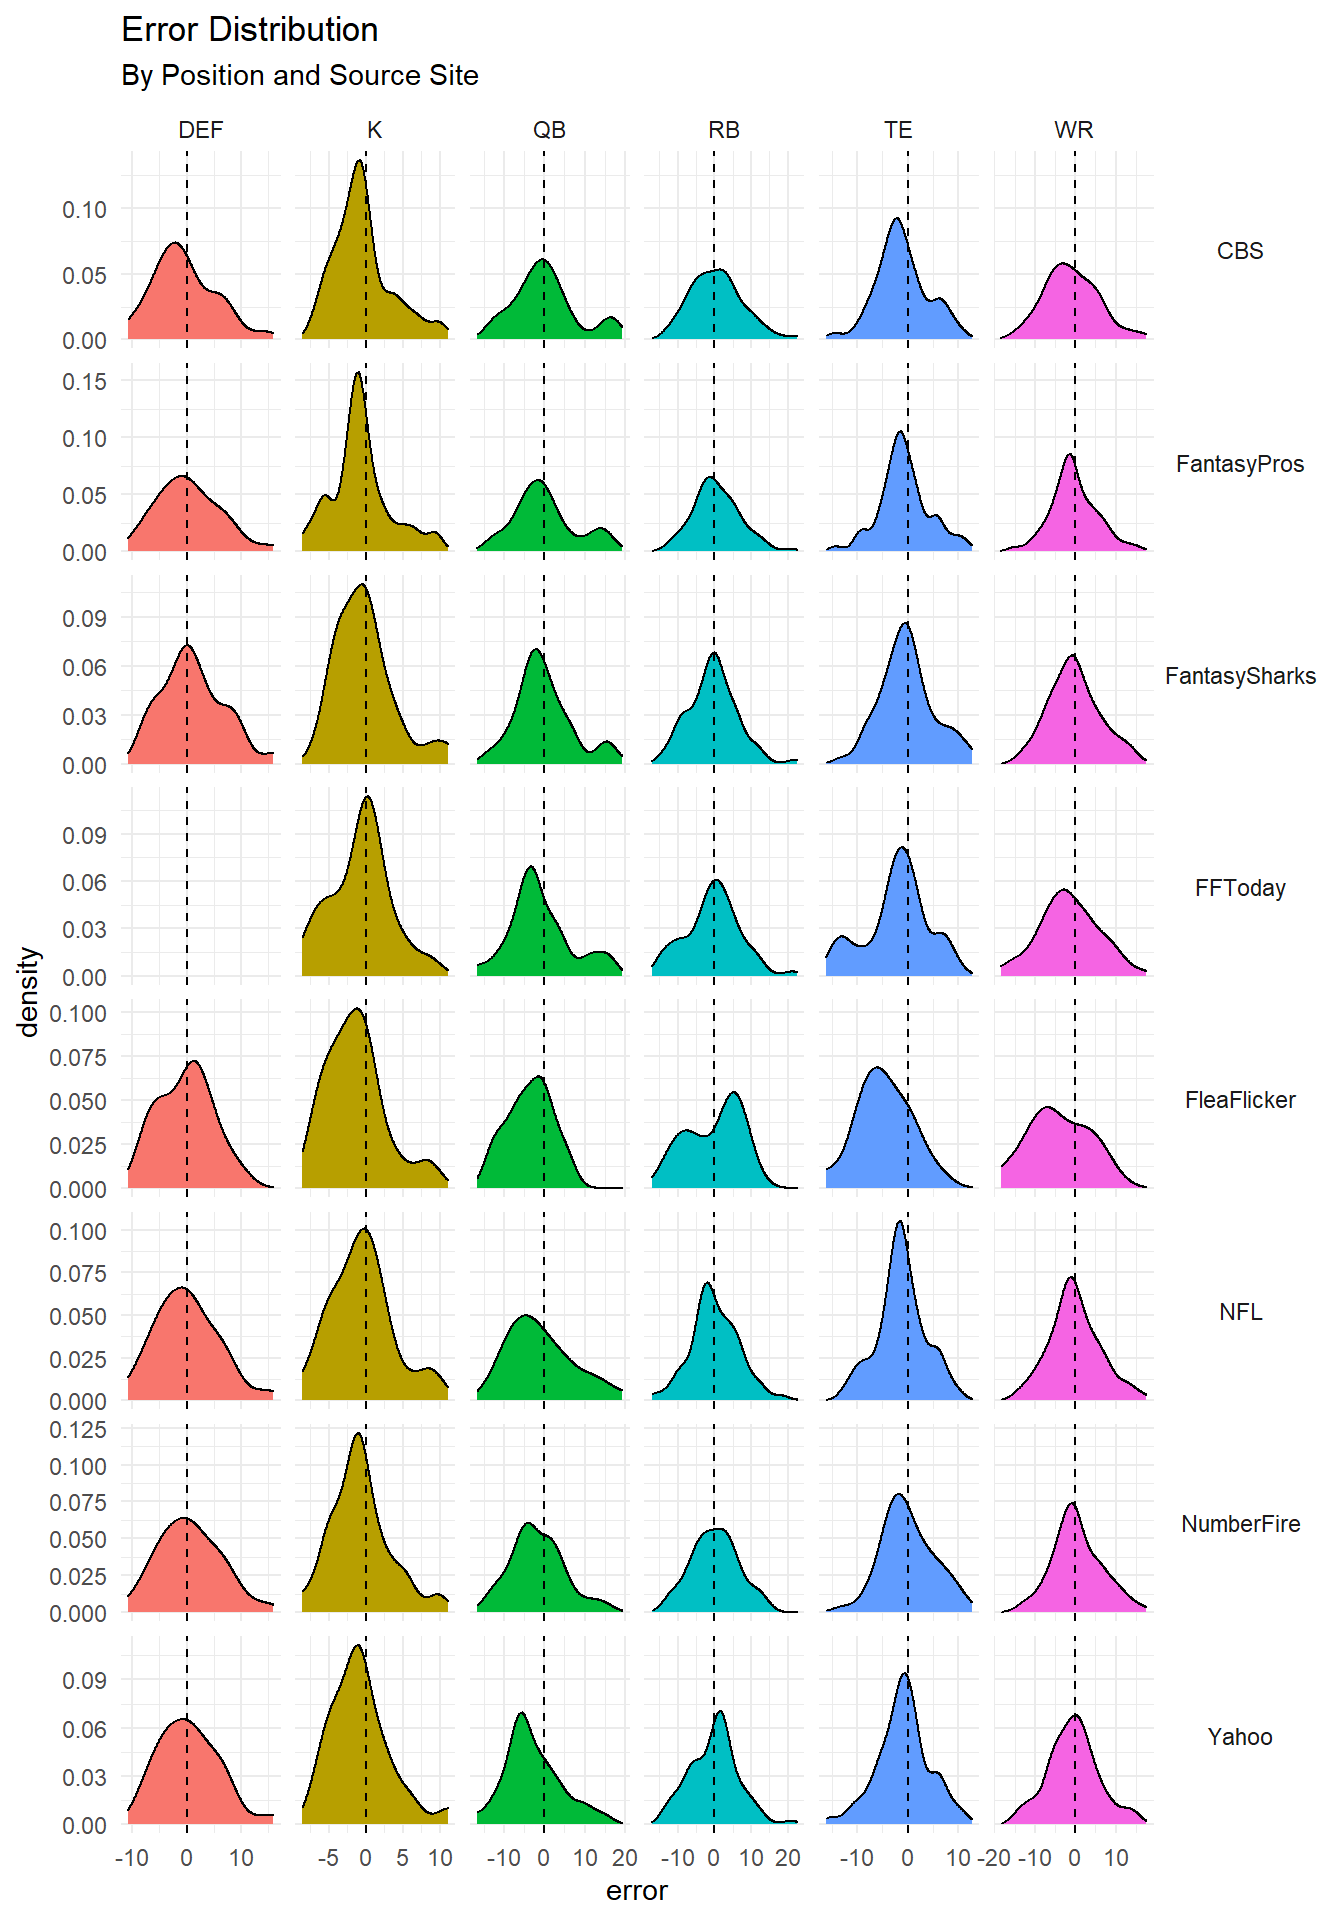 Error Distribution
By Position and Source Site
DEF K QB RB TE WR
0.10
0.05
0.00
CBS
0.15
0.10
0.05
0.00
FantasyPros
0.09
0.06
0.03
0.00
FantasySharks
0.09
0.06
0.03
0.00
FFToday
density
0.100
0.075
0.050
0.025
0.000
FleaFlicker
0.100
0.075
0.050
0.025
0.000
NFL
0.125
0.100
0.075
0.050
0.025
0.000
NumberFire
0.09
0.06
0.03
0.00
Yahoo
-10 0 10 -5 0 5 10 -10 0 10 20 -10 0 10 20 -10 0 10 -20 -10 0 10
error